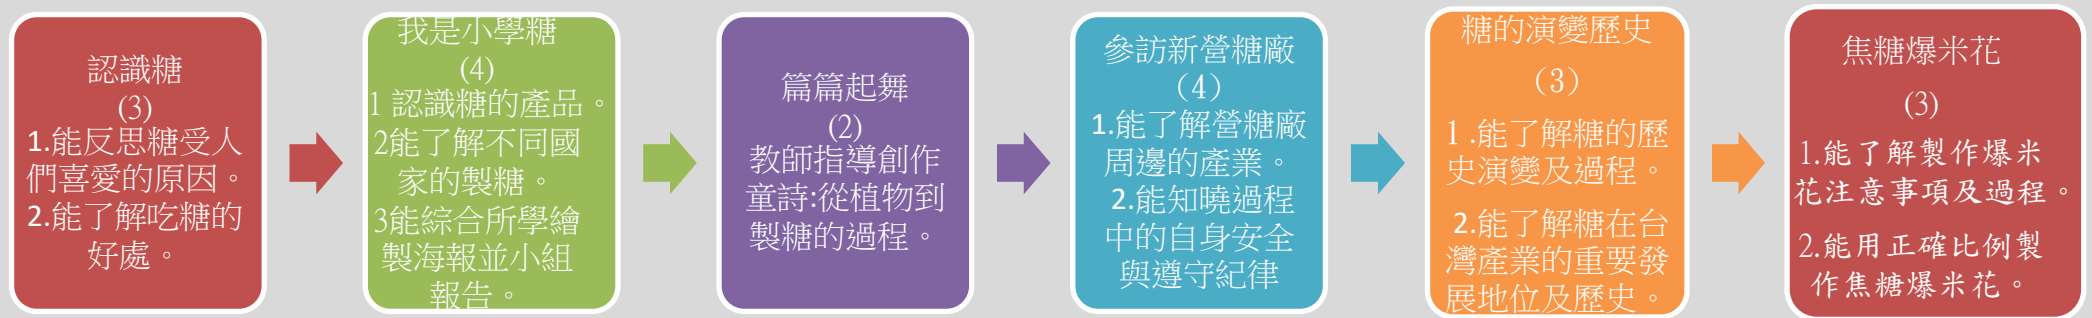 認識糖
(3)
1.能反思糖受人
們喜愛的原因。
2.能了解吃糖的
好處。
我是小學糖
(4)
1 認識糖的產品。
2能了解不同國
家的製糖。
3能綜合所學繪
製海報並小組
報告。
篇篇起舞
(2)
教師指導創作
童詩:從植物到
製糖的過程。
參訪新營糖廠
(4)
1.能了解營糖廠
周邊的產業。
2.能知曉過程
中的自身安全
與遵守紀律
糖的演變歷史
(3)
1 .能了解糖的歷
史演變及過程。
2.能了解糖在台
灣產業的重要發
展地位及歷史。
焦糖爆米花
(3)
1.能了解製作爆米
花注意事項及過程。
2.能用正確比例製
作焦糖爆米花。